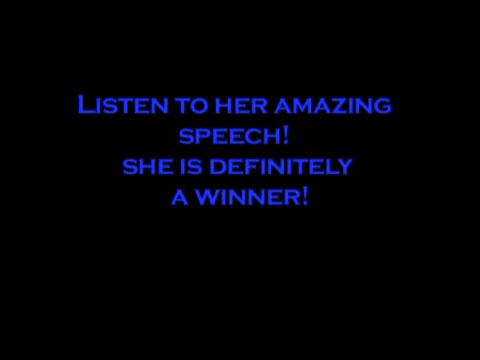 Listen to her amazing
speech!
she is definitely
a winner!